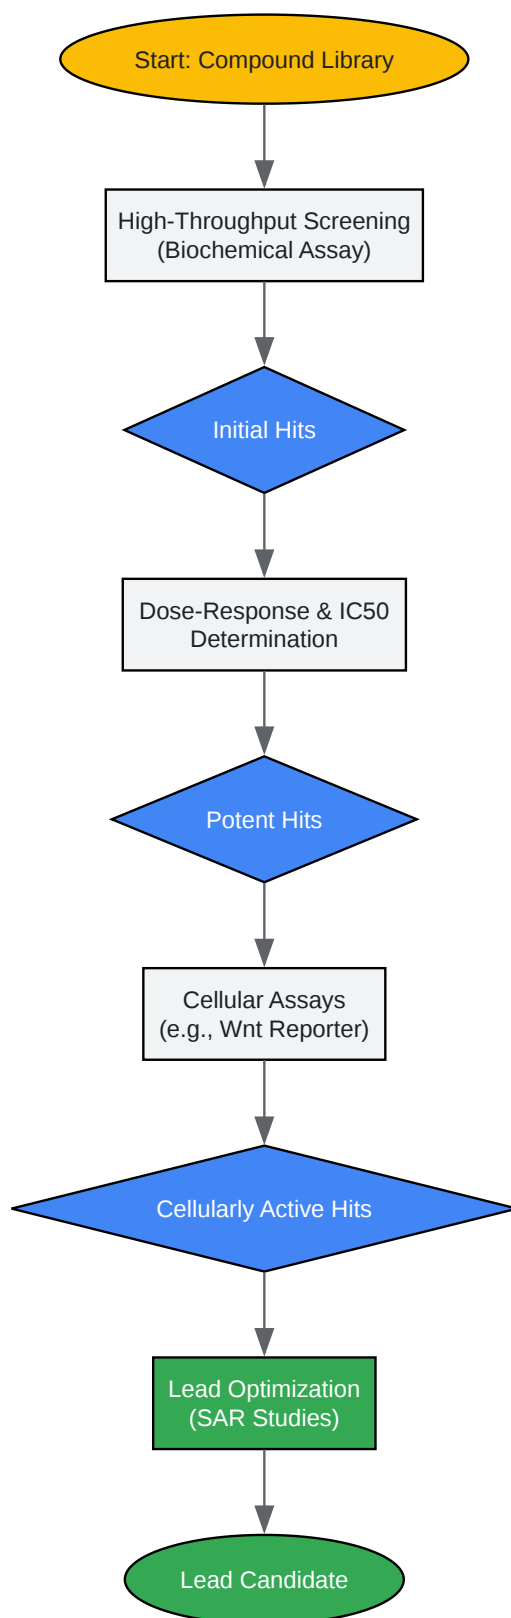 Start: Compound Library
High-Throughput Screening
(Biochemical Assay)
Initial Hits
Dose-Response & IC50
Determination
Potent Hits
Cellular Assays
(e.g., Wnt Reporter)
Cellularly Active Hits
Lead Optimization
(SAR Studies)
Lead Candidate